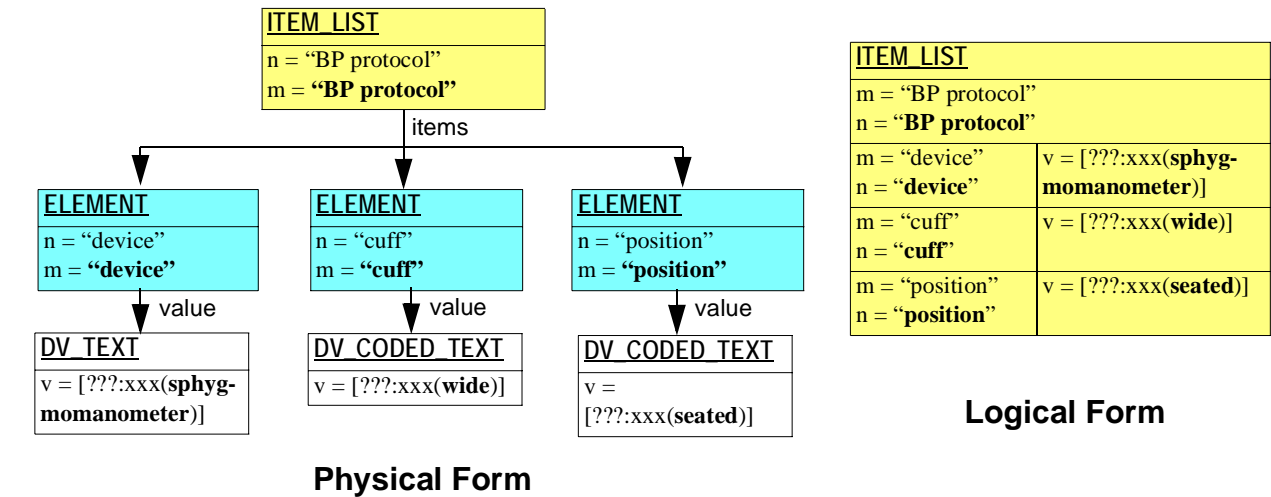 ITEM_LIST
n = “BP protocol”
m = “BP protocol”
items
ELEMENT
n = “device”
m = “device”
ELEMENT
n = “cuff”
m = “cuff”
ELEMENT
n = “position”
m = “position”
value
value
value
DV_TEXT
v = [???:xxx(sphyg-
momanometer)]
DV_CODED_TEXT
v = [???:xxx(wide)]
DV_CODED_TEXT
v =
[???:xxx(seated)]
Physical Form
ITEM_LIST
m = “BP protocol”
n = “BP protocol”
m = “device”
n = “device”
v = [???:xxx(sphyg-
momanometer)]
m = “cuff”
n = “cuff”
v = [???:xxx(wide)]
m = “position”
n = “position”
v = [???:xxx(seated)]
Logical Form